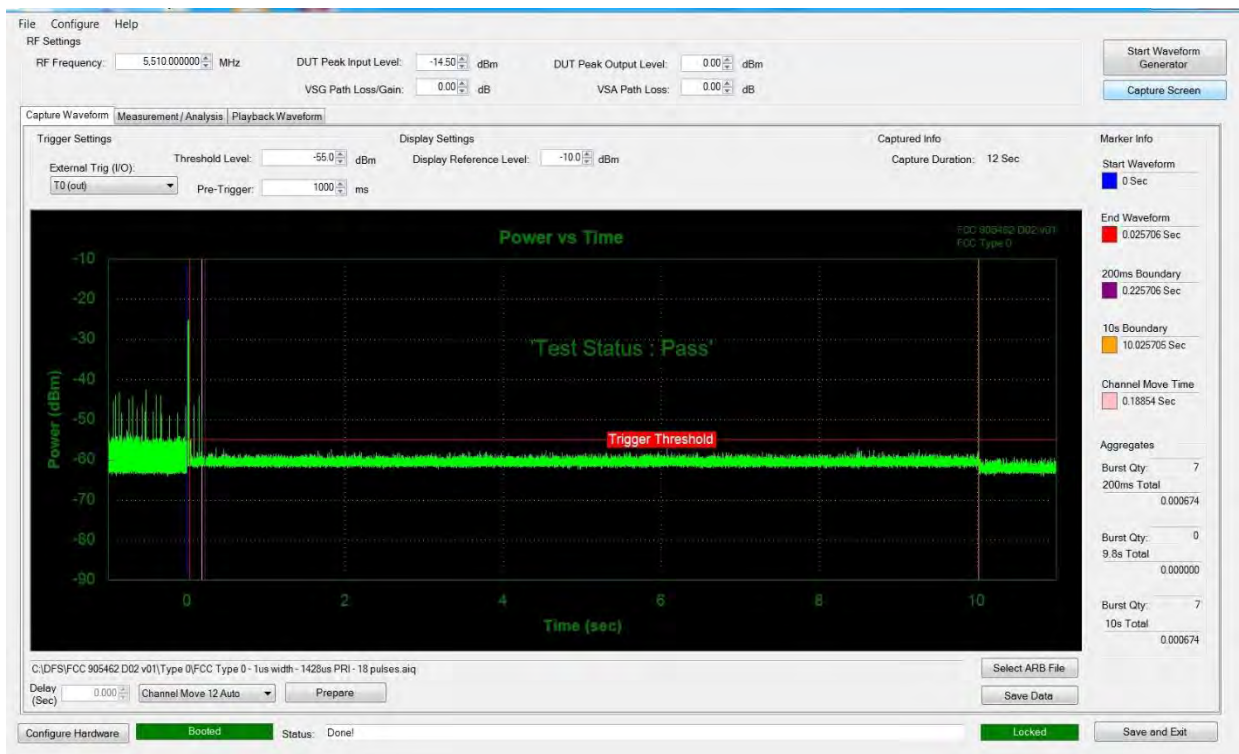 File Configure Help
RF Settings
RF Frequency: 5,510.000000 MHz DUT Peak Input Level: -14.50 dBm DUT Peak Output Level: 0.00 dBm
VSG Path Loss/Gain: 0.00 dB VSA Path Loss: 0.00 dB
Start Waveform
Generator
Capture Screen
Capture Waveform Measurement / Analysis Playback Waveform
Trigger Settings Display Settings Captured Info Marker Info
External Trig (I/O): Threshold Level: -55.0 dBm Display Reference Level: -10.0 dBm Capture Duration: 12 Sec
T0 (out) Pre-Trigger: 1000 ms
Start Waveform
0 Sec
End Waveform
0.025706 Sec
200ms Boundary
0.225706 Sec
10s Boundary
10.025705 Sec
Channel Move Time
0.18854 Sec
Aggregates
Burst Qty: 7
200ms Total
0.000674
Burst Qty: 0
9.8s Total
0.000000
Burst Qty: 7
10s Total
0.000674
Power vs Time
FCC 905462 D02 v01
FCC Type 0
'Test Status : Pass'
Trigger Threshold
Power (dBm)
-10
-20
-30
-40
-50
-60
-70
-80
-90
0 2 4 6 8 10
Time (sec)
C:\DFS\FCC 905462 D02 v01\Type 0\FCC Type 0 - 1us width - 1428us PRI - 18 pulses.aiq
Select ARB File
Delay
(Sec) 0.000 Channel Move 12 Auto Prepare Save Data
Configure Hardware Booted Status: Done! Locked Save and Exit